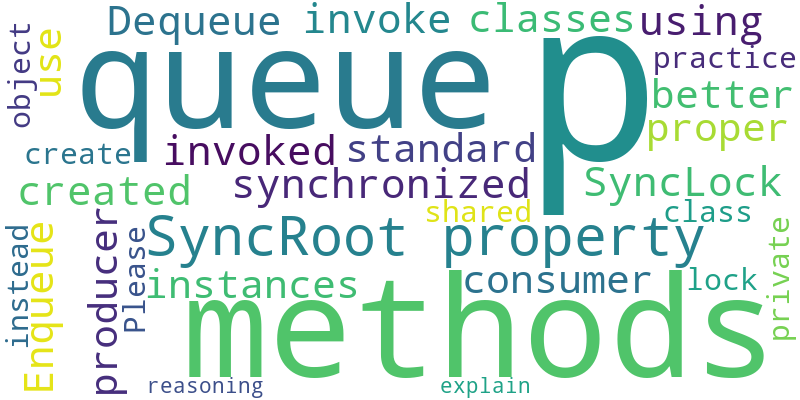 Dequeue invoke classes using
queue p
practice
better
proper
object
use
create invoked standard
created synchronized SyncLock
shared class
SyncRoot property
instances consumer lock
methods
instead
Enqueue
producer
Please
private
reasoning explain